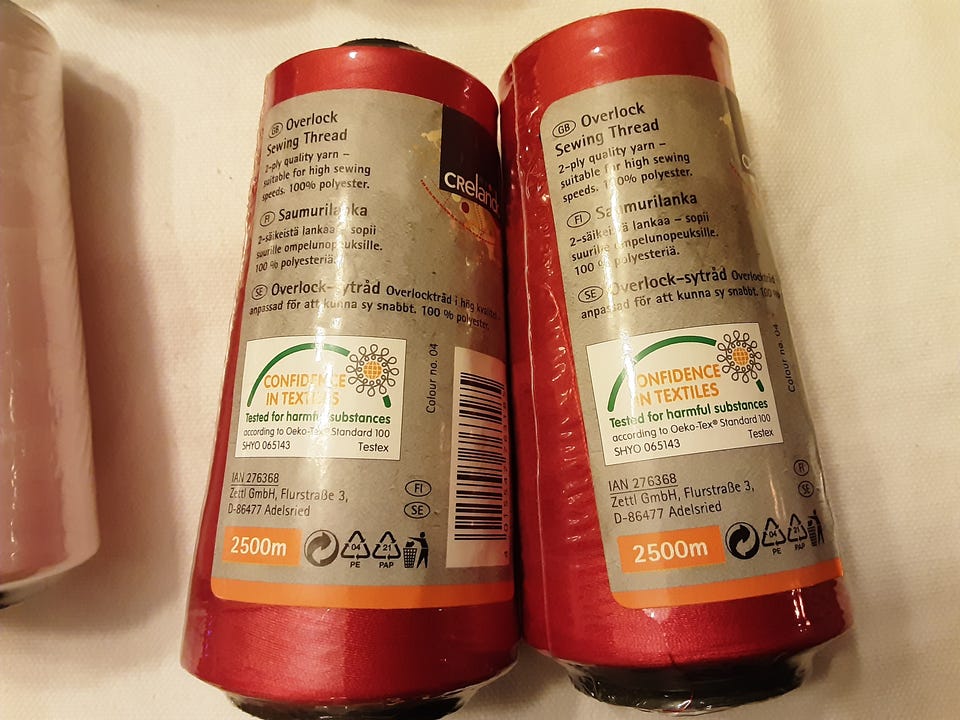 GB Overlock
Sewing Thread
2-ply quality yarn –
suitable for high sewing
speeds. 100% polyester.
FI Saumurilanka
2-säikeistä lankaa – sopii
suurille ompelunopeuksille.
100 % polyesteriä.
SE Overlock-sytråd Overlocktråd i hög kvalitet -
anpassad för att kunna sy snabbt. 100 % polyester.
CONFIDENCE
IN TEXTILES
Tested for harmful substances
according to Oeko-Tex® Standard 100
SHYO 065143 Testex
Colour no. 04
IAN 276368
Zettl GmbH, Flurstraße 3,
D-86477 Adelsried
FI
SE
2500m
04
PE
21
PAP
Creland
GB Overlock
Sewing Thread
2-ply quality yarn –
suitable for high sewing
speeds. 100% polyester.
FI Saumurilanka
2-säikeistä lankaa – sopii
suurille ompelunopeuksille.
100 % polyesteriä.
SE Overlock-sytråd Overlocktråd
anpassad för att kunna sy snabbt. 100 %
CONFIDENCE
IN TEXTILES
Tested for harmful substances
according to Oeko-Tex® Standard 100
SHYO 065143 Testex
Colour no. 04
IAN 276368
Zettl GmbH, Flurstraße 3,
D-86477 Adelsried
FI
SE
2500m
04
PE
21
PAP